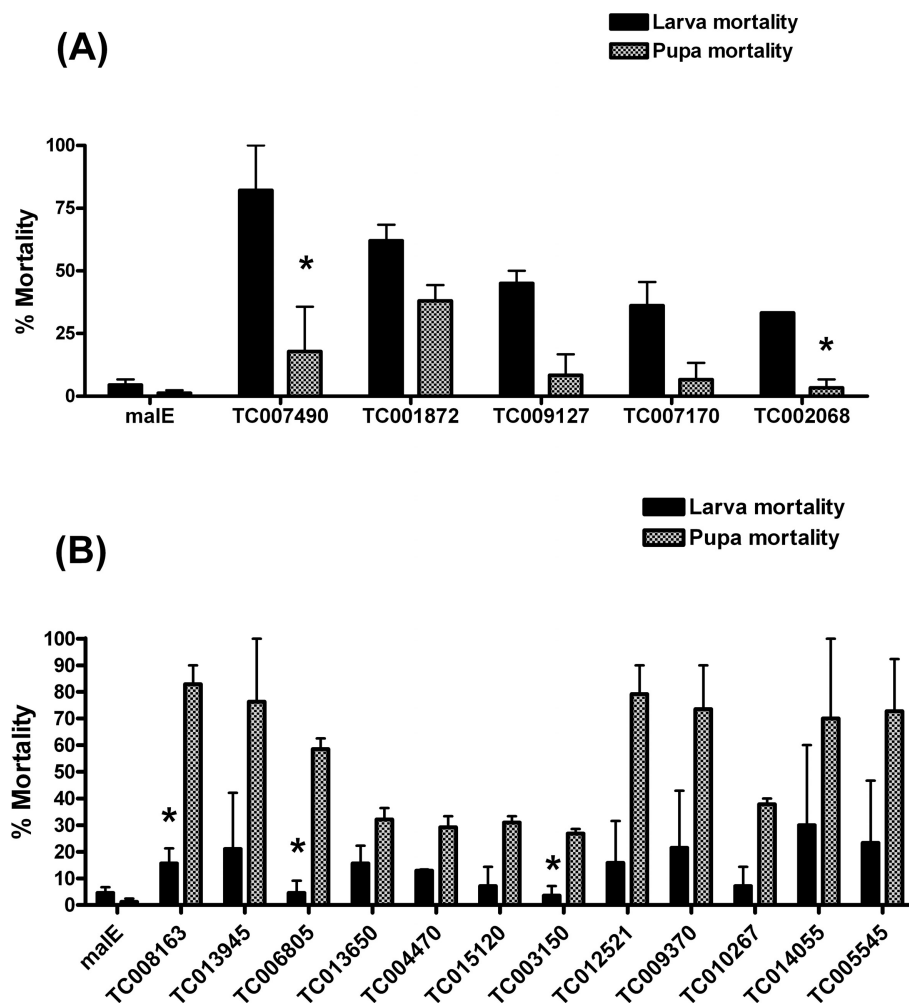 (A)
Larva mortality
Pupa mortality
% Mortality
100
75
50
25
0
*
*
malE TC007490 TC001872 TC009127 TC007170 TC002068
(B)
Larva mortality
Pupa mortality
% Mortality
100
90
80
70
60
50
40
30
20
10
0
*
*
*
malE TC008163 TC013945 TC006805 TC013650 TC004470 TC015120 TC003150 TC012521 TC009370 TC010267 TC014055 TC005545